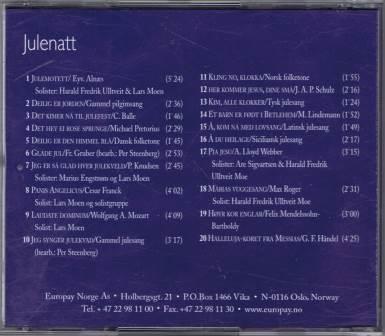 Julenatt
1 Julemotett/ Eyv. Alnæs (5'24)
Solister: Harald Fredrik Ulltveit & Lars Moen
2 Deilig er jorden/Gammel pilgrimsang (2'36)
3 Det kimer nå til julefest/C. Balle (1'46)
4 Det hev ei rose sprunge/Michael Pretorius (2'29)
5 Deilig er den himmel blå/Dansk folketone (1'45)
6 Glade jul/Fr. Gruber (bearb.: Per Steenberg) (2'53)
7 Jeg er så glad hver julekveld/P. Knudsen (2'45)
Solister: Marius Engstrøm og Lars Moen
8 Panis Angelicus/Cesar Franck (4'02)
Solist: Lars Moen og solistgruppe
9 Laudate Dominum/Wolfgang A. Mozart (4'09)
Solist: Lars Moen
10 Jeg synger julekvad/Gammel julesang (3'17)
(bearb.: Per Steenberg)
11 Kling no, klokka/Norsk folketone (1'55)
12 Her kommer Jesus, dine små/J. A. P. Schulz (2'16)
13 Kim, alle klokker/Tysk julesang (1'34)
14 Et barn er født i Betlehem/M. Lindemann (1'52)
15 Å, kom nå med lovsang/Latinsk julesang (1'49)
16 Å du heilage/Siciliansk julesang (2'17)
17 Pia Jesu/A. Lloyd Webber (3'15)
Solister: Are Sigvartsen & Harald Fredrik
Ulltveit Moe
18 Marias voggesang/Max Roger (2'31)
Solist: Harald Fredrik Ulltveit Moe
19 Høyr kor englar/Felix Mendelssohn- (3'00)
Bartholdy
20 Halleluja-koret fra Messias/G. F. Händel (4'25)
Europay Norge As • Holbergsgt. 21 • P.O.Box 1466 Vika • N-0116 Oslo, Norway
Tel. + 47 22 98 11 00 • Fax. +47 22 98 11 30 • www.europay.no